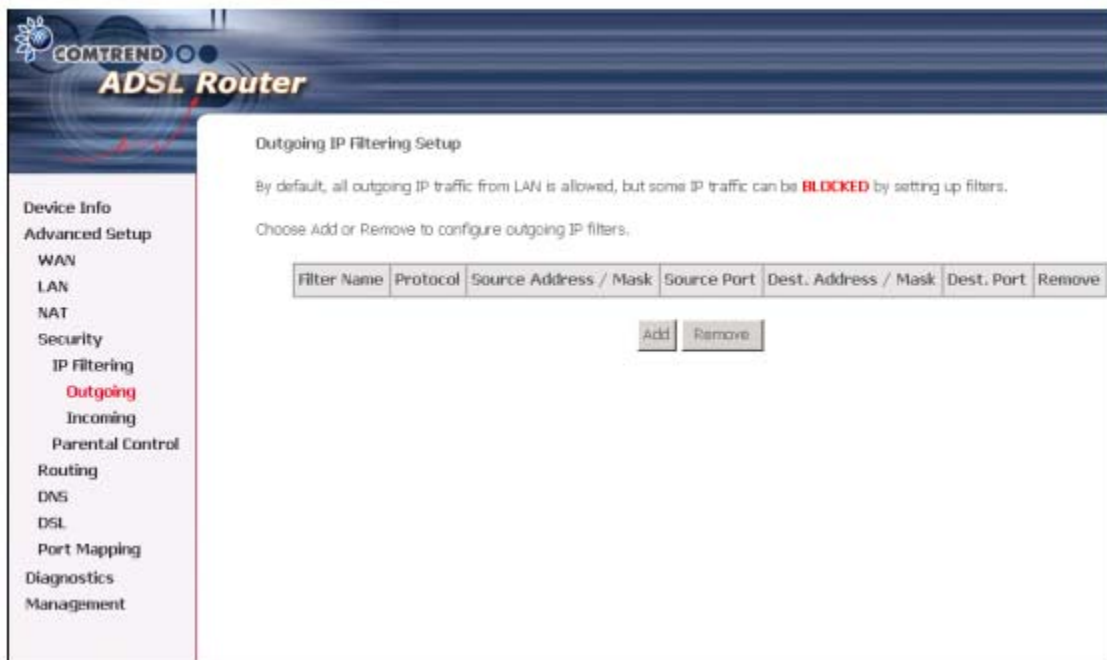 COMTREND
ADSL Router
Outgoing IP Filtering Setup
By default, all outgoing IP traffic from LAN is allowed, but some IP traffic can be BLOCKED by setting up filters.
Choose Add or Remove to configure outgoing IP filters.
Filter Name Protocol Source Address / Mask Source Port Dest. Address / Mask Dest. Port Remove
Add Remove
Device Info
Advanced Setup
WAN
LAN
NAT
Security
IP Filtering
Outgoing
Incoming
Parental Control
Routing
DNS
DSL
Port Mapping
Diagnostics
Management